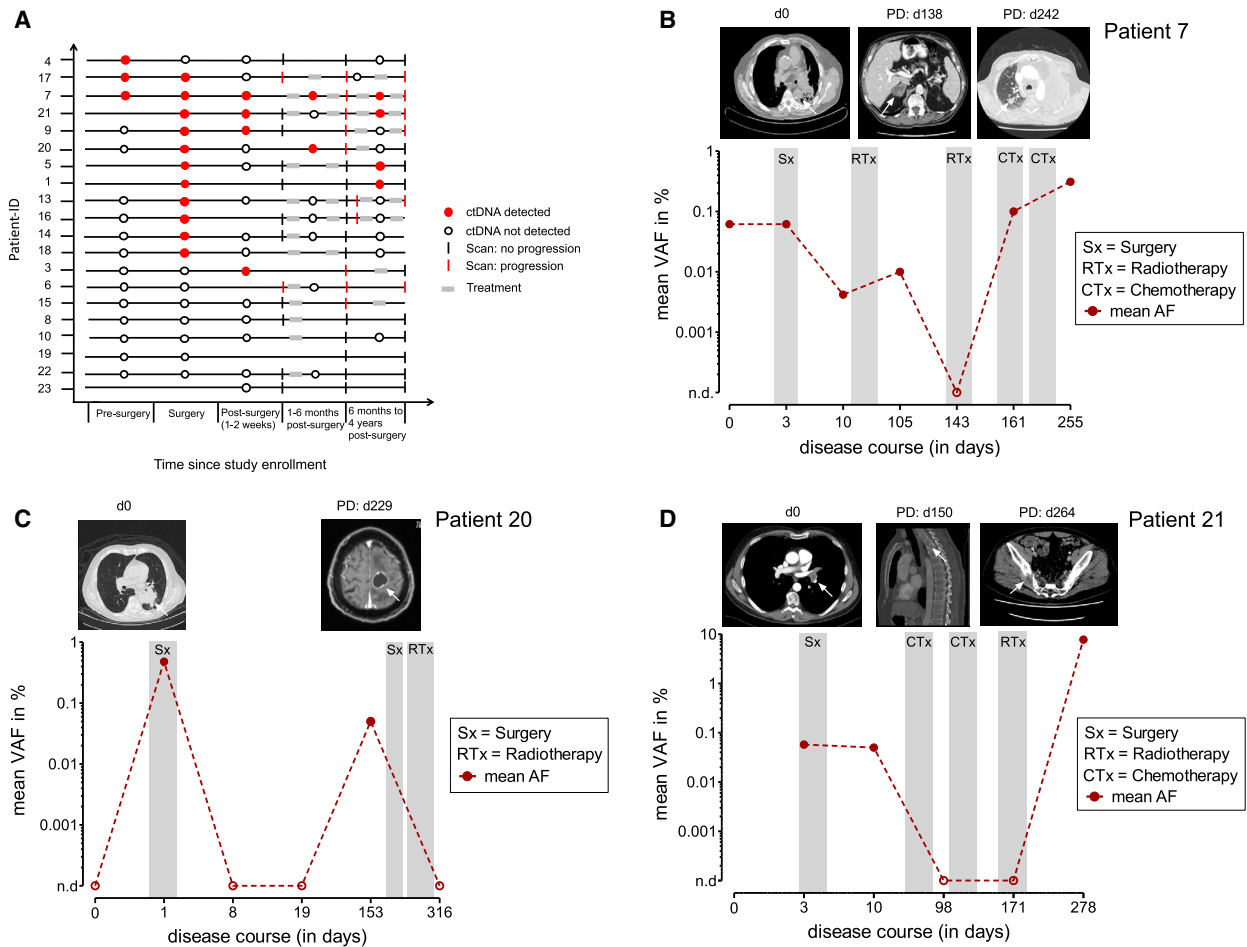 A
Patient-ID
4
17
7
21
9
20
5
1
13
16
14
18
3
6
15
8
10
19
22
23
Pre-surgery
Surgery
Post-surgery
(1-2 weeks)
1-6 months
post-surgery
6 months to
4 years
post-surgery
Time since study enrollment
ctDNA detected
ctDNA not detected
Scan: no progression
Scan: progression
Treatment
B
d0
PD: d138
PD: d242
Patient 7
mean VAF in %
1
0.1
0.01
0.001
n.d.
Sx
RTx
RTx
CTx
CTx
0
3
10
105
143
161
255
disease course (in days)
Sx = Surgery
RTx = Radiotherapy
CTx = Chemotherapy
mean AF
C
d0
PD: d229
Patient 20
mean VAF in %
1
0.1
0.01
0.001
n.d
Sx
Sx
RTx
0
1
8
19
153
316
disease course (in days)
Sx = Surgery
RTx = Radiotherapy
mean AF
D
d0
PD: d150
PD: d264
Patient 21
mean VAF in %
10
1
0.1
0.01
0.001
n.d
Sx
CTx
CTx
RTx
0
3
10
98
171
278
disease course (in days)
Sx = Surgery
RTx = Radiotherapy
CTx = Chemotherapy
mean AF